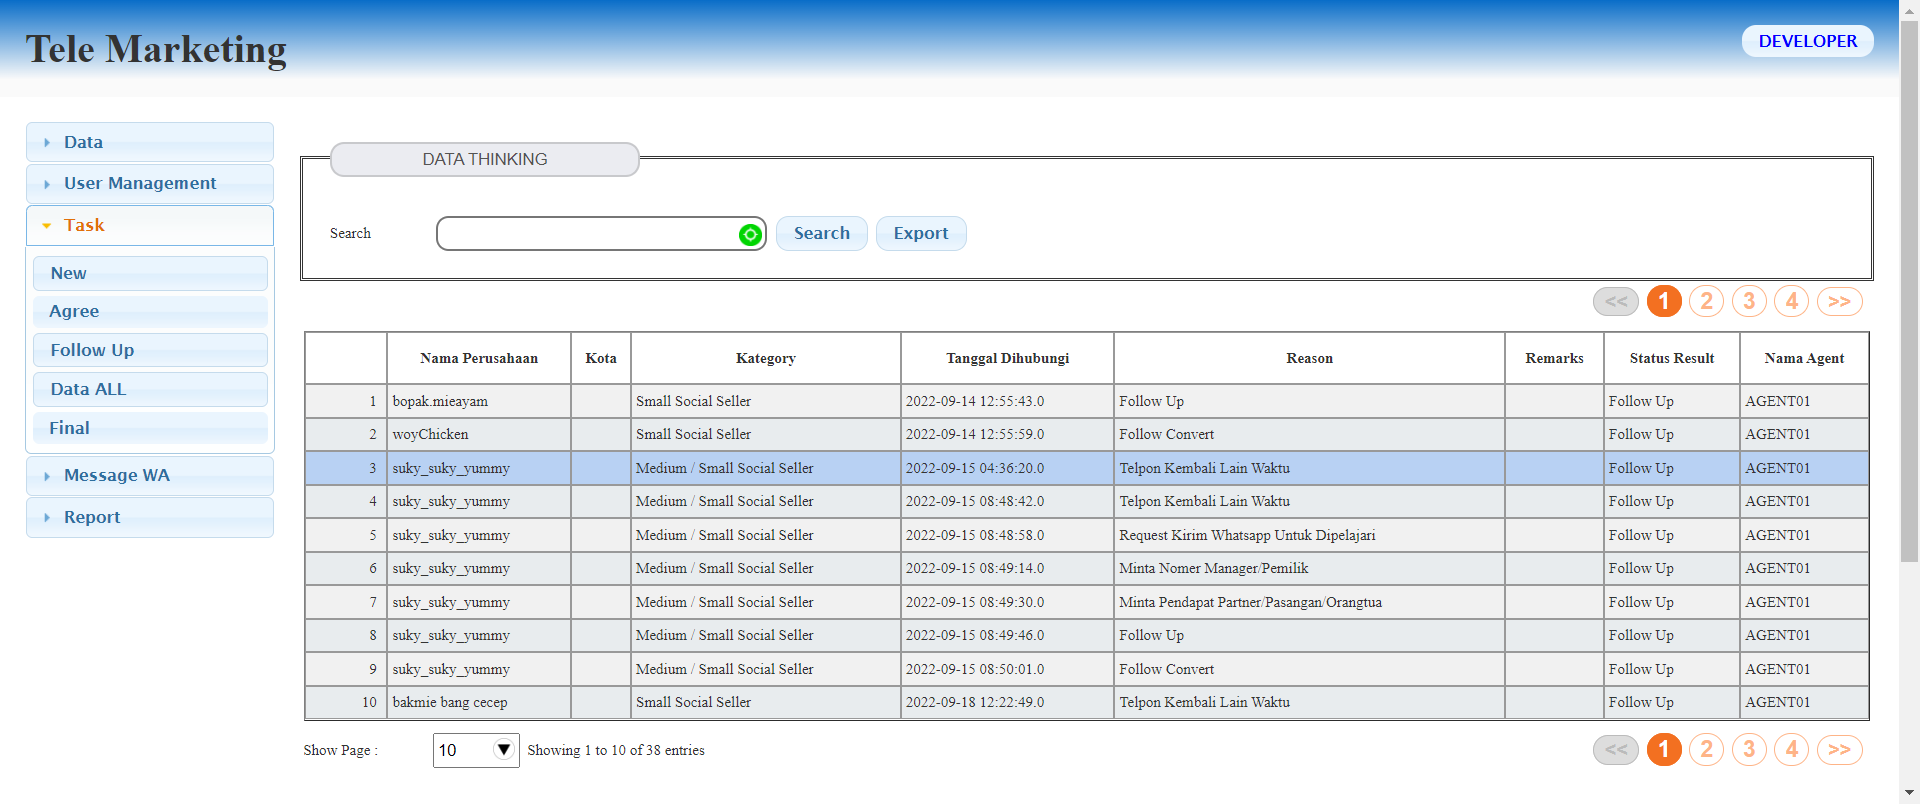 Tele Marketing
DEVELOPER
Data
User Management
Task
New
Agree
Follow Up
Data ALL
Final
Message WA
Report
DATA THINKING
Search
Search Export
<< 1 2 3 4 >>
Nama Perusahaan Kota Kategory Tanggal Dihubungi Reason Remarks Status Result Nama Agent
1 bopak.mieayam Small Social Seller 2022-09-14 12:55:43.0 Follow Up Follow Up AGENT01
2 woyChicken Small Social Seller 2022-09-14 12:55:59.0 Follow Convert Follow Up AGENT01
3 suky_suky_yummy Medium / Small Social Seller 2022-09-15 04:36:20.0 Telpon Kembali Lain Waktu Follow Up AGENT01
4 suky_suky_yummy Medium / Small Social Seller 2022-09-15 08:48:42.0 Telpon Kembali Lain Waktu Follow Up AGENT01
5 suky_suky_yummy Medium / Small Social Seller 2022-09-15 08:48:58.0 Request Kirim Whatsapp Untuk Dipelajari Follow Up AGENT01
6 suky_suky_yummy Medium / Small Social Seller 2022-09-15 08:49:14.0 Minta Nomer Manager/Pemilik Follow Up AGENT01
7 suky_suky_yummy Medium / Small Social Seller 2022-09-15 08:49:30.0 Minta Pendapat Partner/Pasangan/Orangtua Follow Up AGENT01
8 suky_suky_yummy Medium / Small Social Seller 2022-09-15 08:49:46.0 Follow Up Follow Up AGENT01
9 suky_suky_yummy Medium / Small Social Seller 2022-09-15 08:50:01.0 Follow Convert Follow Up AGENT01
10 bakmie bang cecep Small Social Seller 2022-09-18 12:22:49.0 Telpon Kembali Lain Waktu Follow Up AGENT01
Show Page : 10 Showing 1 to 10 of 38 entries
<< 1 2 3 4 >>